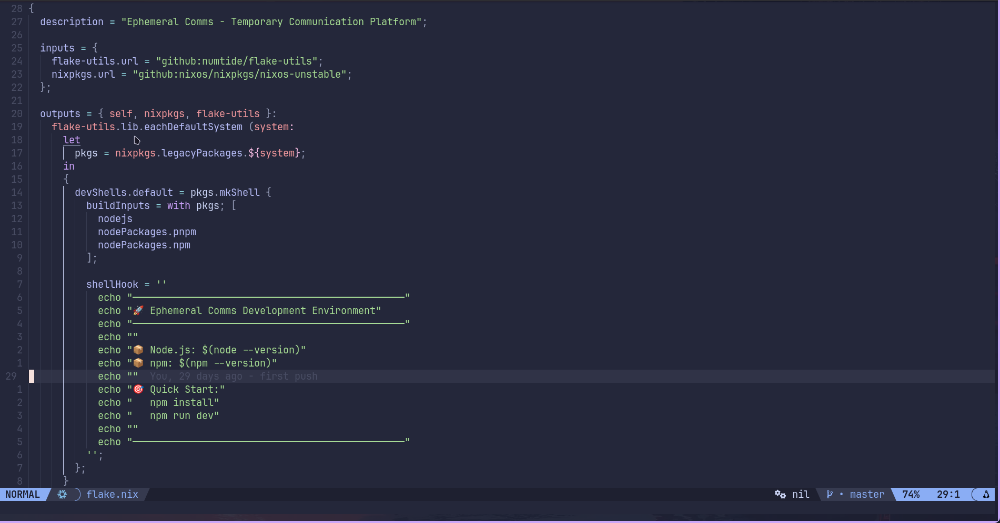 28 {
27   description = "Ephemeral Comms - Temporary Communication Platform";
26
25   inputs = {
24     flake-utils.url = "github:numtide/flake-utils";
23     nixpkgs.url = "github:nixos/nixpkgs/nixos-unstable";
22   };
21
20   outputs = { self, nixpkgs, flake-utils }:
19     flake-utils.lib.eachDefaultSystem (system:
18       let
17         pkgs = nixpkgs.legacyPackages.${system};
16       in
15       {
14         devShells.default = pkgs.mkShell {
13           buildInputs = with pkgs; [
12             nodejs
11             nodePackages.pnpm
10             nodePackages.npm
9           ];
8
7           shellHook = ''
6             echo "───────────────────────────────────────────────"
5             echo "🚀 Ephemeral Comms Development Environment"
4             echo "───────────────────────────────────────────────"
3             echo ""
2             echo "📦 Node.js: $(node --version)"
1             echo "📦 npm: $(npm --version)"
29             echo ""  You, 29 days ago - first push
1             echo "🎯 Quick Start:"
2             echo "   npm install"
3             echo "   npm run dev"
4             echo ""
5             echo "───────────────────────────────────────────────"
6           '';
7         };
8       }
NORMAL flake.nix nil • master 74% 29:1